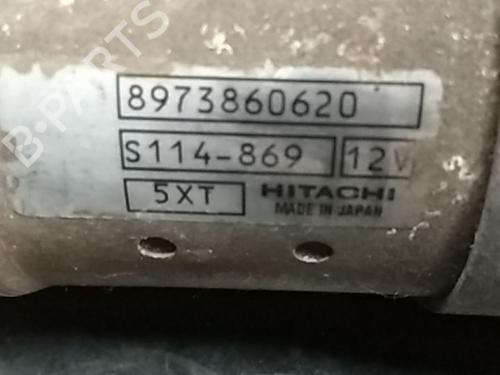 B-PARTS
8973860620
S114-869 12V
5XT HITACHI
MADE IN JAPAN